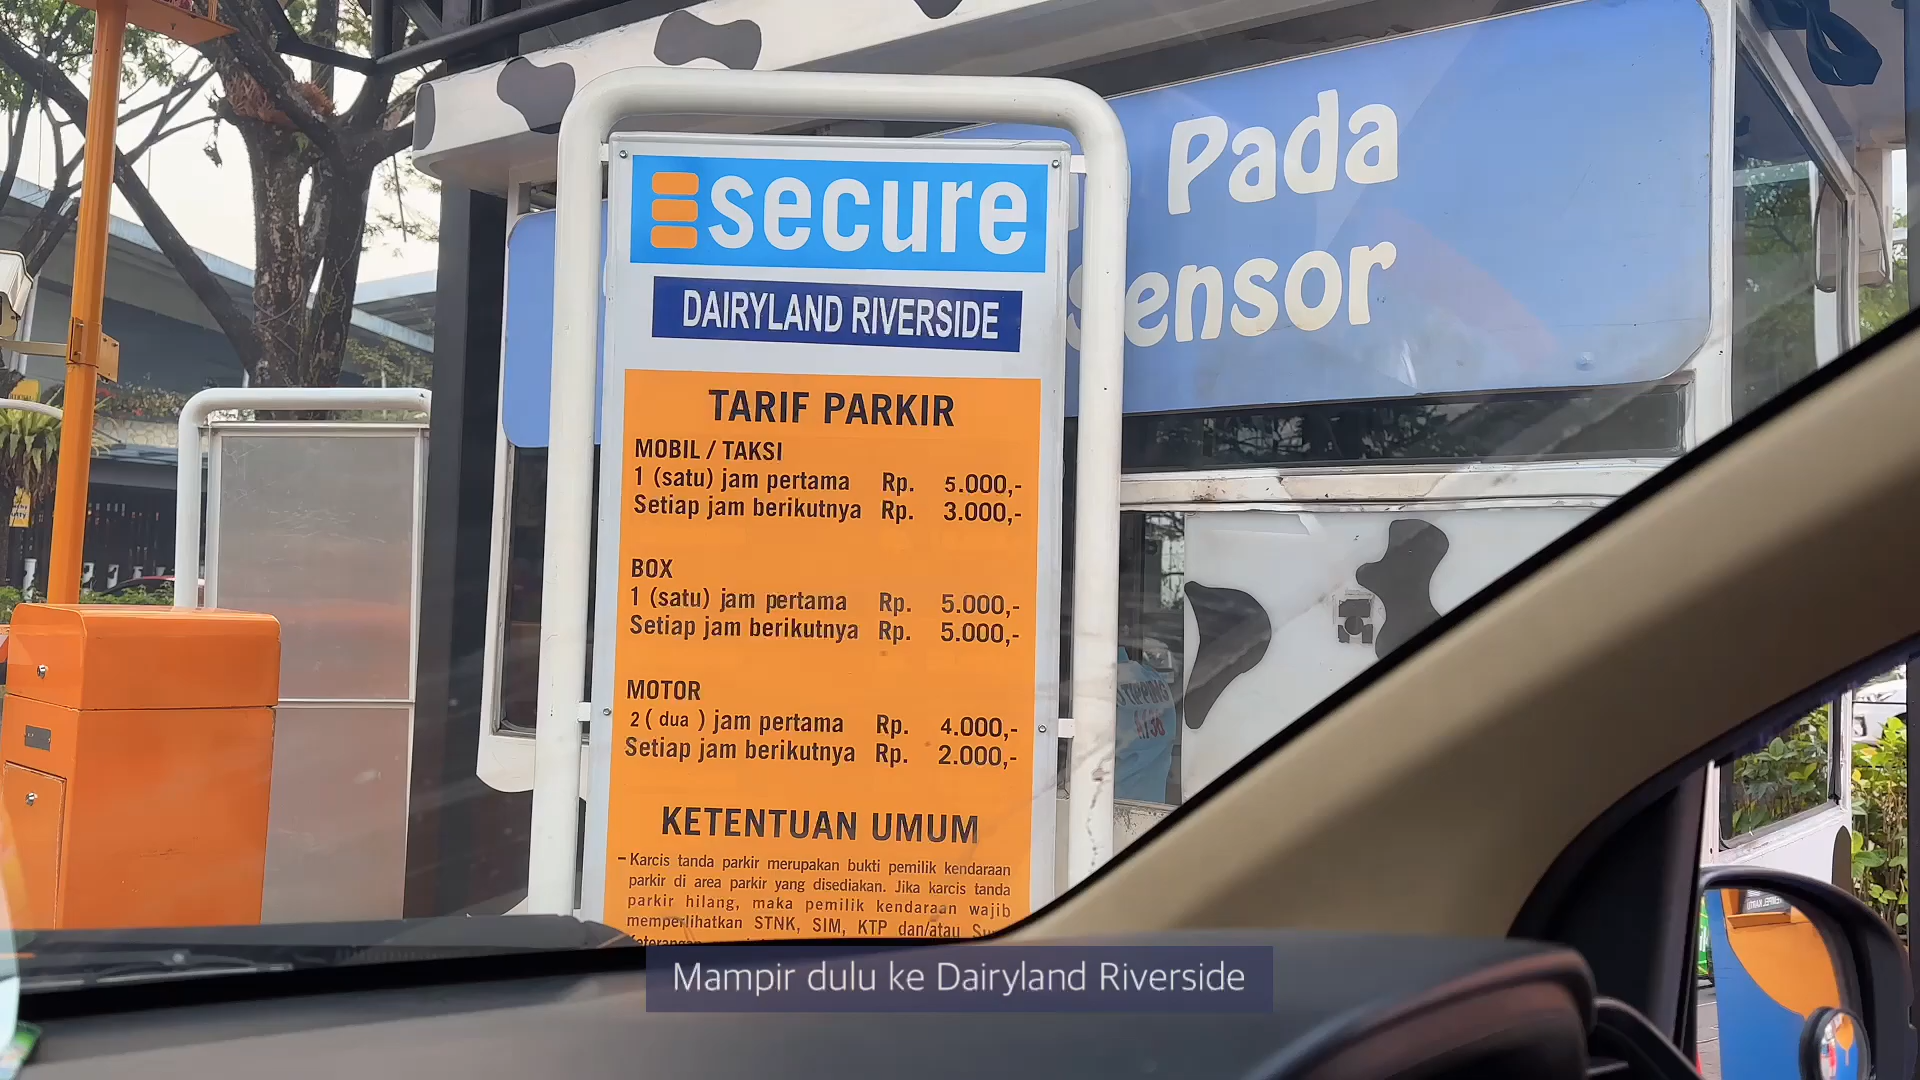 secure
DAIRYLAND RIVERSIDE
TARIF PARKIR
MOBIL / TAKSI
1 (satu) jam pertama Rp. 5.000,-
Setiap jam berikutnya Rp. 3.000,-
BOX
1 (satu) jam pertama Rp. 5.000,-
Setiap jam berikutnya Rp. 5.000,-
MOTOR
2 ( dua ) jam pertama Rp. 4.000,-
Setiap jam berikutnya Rp. 2.000,-
KETENTUAN UMUM
- Karcis tanda parkir merupakan bukti pemilik kendaraan
parkir di area parkir yang disediakan. Jika karcis tanda
parkir hilang, maka pemilik kendaraan wajib
memperlihatkan STNK, SIM, KTP dan/atau
Pada
Sensor
Mampir dulu ke Dairyland Riverside